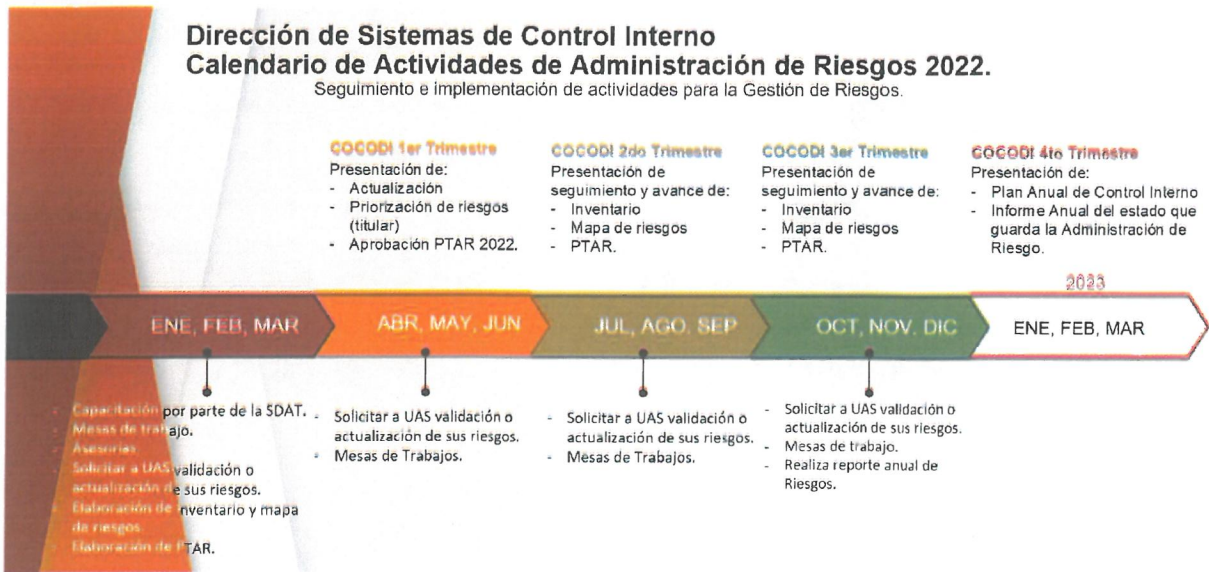 Dirección de Sistemas de Control Interno
Calendario de Actividades de Administración de Riesgos 2022.
Seguimiento e implementación de actividades para la Gestión de Riesgos.
COCODI 1er Trimestre
Presentación de:
- Actualización
- Priorización de riesgos
(titular)
- Aprobación PTAR 2022.
COCODI 2do Trimestre
Presentación de
seguimiento y avance de:
- Inventario
- Mapa de riesgos
- PTAR.
COCODI 3er Trimestre
Presentación de
seguimiento y avance de:
- Inventario
- Mapa de riesgos
- PTAR.
COCODI 4to Trimestre
Presentación de:
- Plan Anual de Control Interno
- Informe Anual del estado que
guarda la Administración de
Riesgo.
2023
ENE, FEB, MAR
ABR, MAY, JUN
JUL, AGO. SEP
OCT, NOV. DIC
ENE, FEB, MAR
- Capacitación por parte de la SDAT.
- Mesas de trabajo.
- Asesorías
- Solicitar a UAS validación o
actualización de sus riesgos.
- Elaboración de inventario y mapa
de riesgos.
- Elaboración de PTAR.
- Solicitar a UAS validación o
actualización de sus riesgos.
- Mesas de Trabajos.
- Solicitar a UAS validación o
actualización de sus riesgos.
- Mesas de Trabajos.
- Solicitar a UAS validación o
actualización de sus riesgos.
- Mesas de trabajo.
- Realiza reporte anual de
Riesgos.